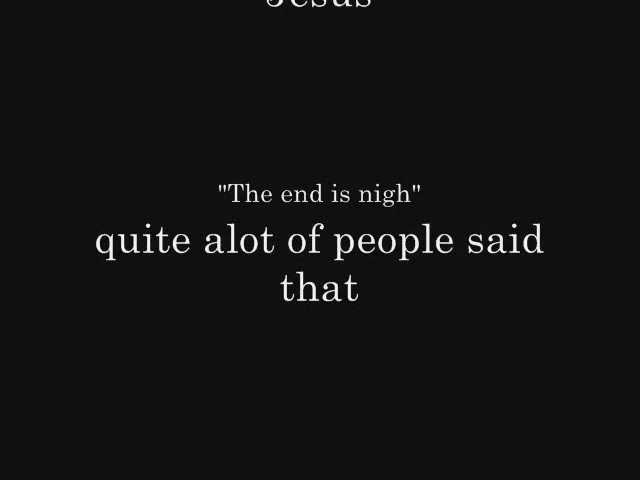 Jesus
"The end is nigh"
quite alot of people said
that